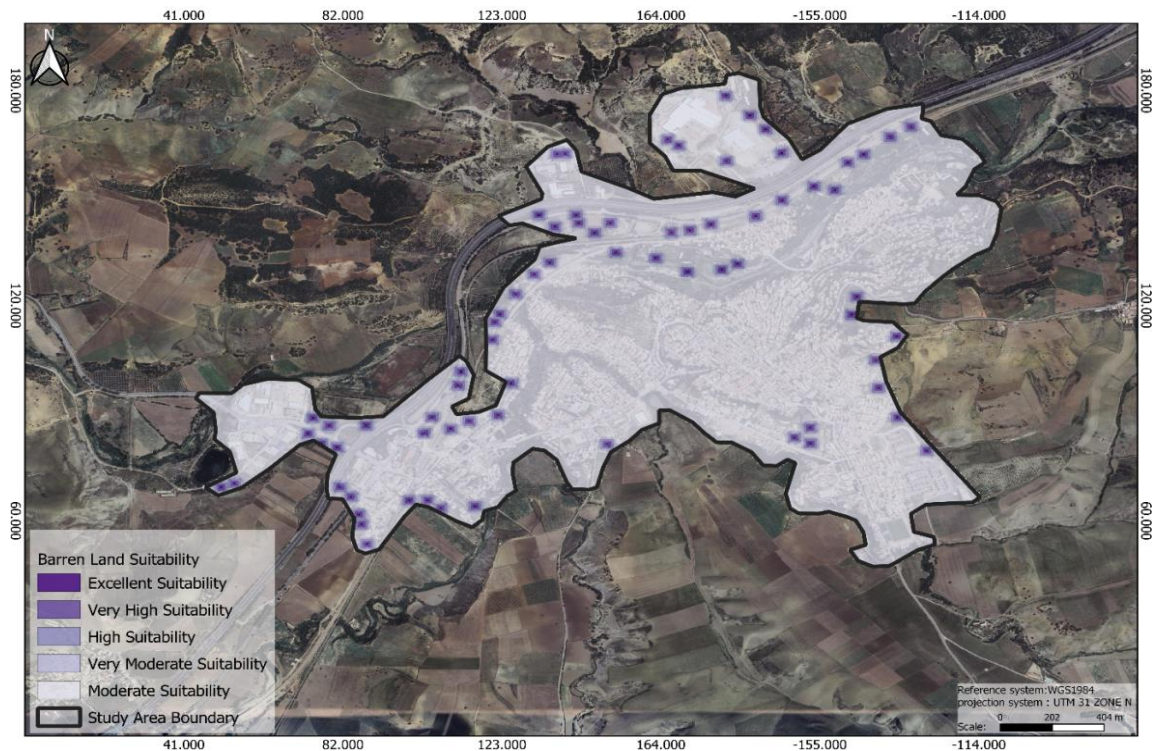 41.000 82.000 123.000 164.000 -155.000 -114.000
N
180.000 180.000
120.000 120.000
60.000 60.000
Barren Land Suitability
Excellent Suitability
Very High Suitability
High Suitability
Very Moderate Suitability
Moderate Suitability
Study Area Boundary
Reference system:WGS1984
projection system : UTM 31 ZONE N
Scale: 0 202 404 m
41.000 82.000 123.000 164.000 -155.000 -114.000